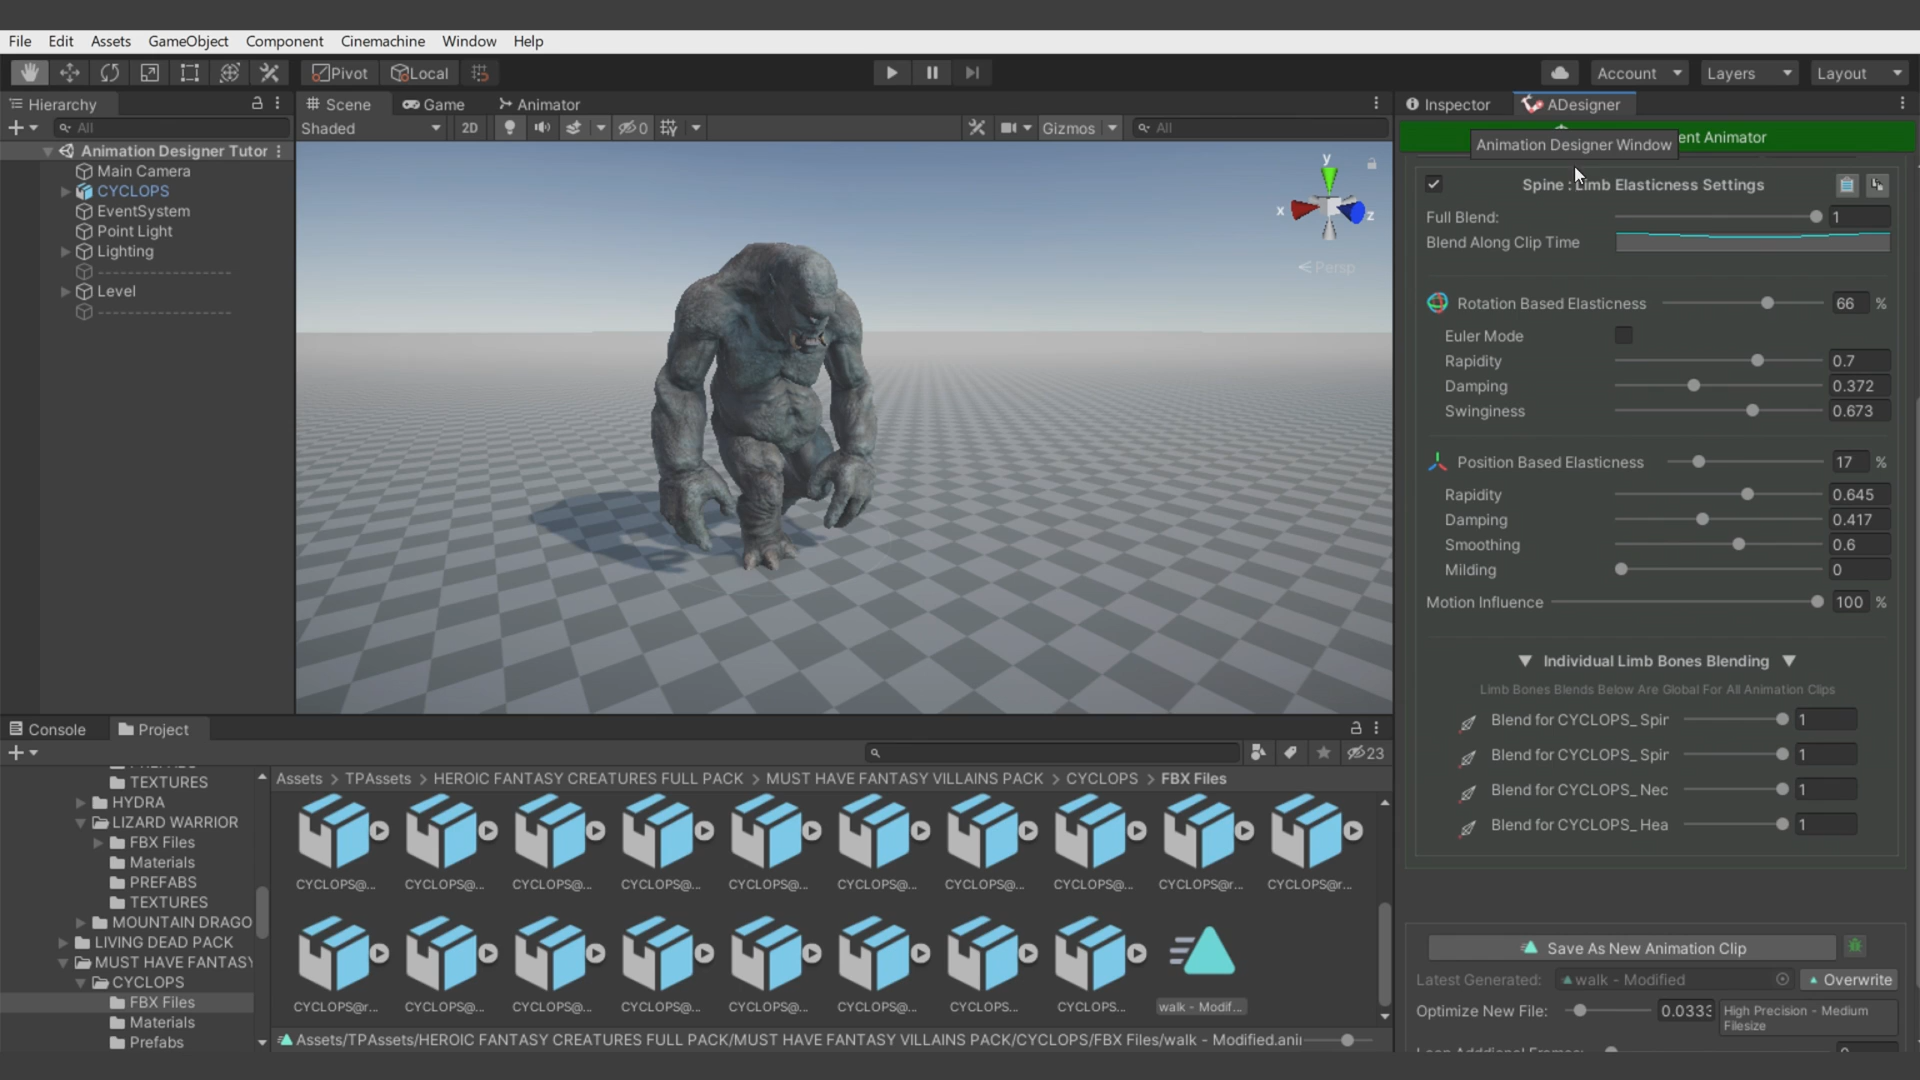 File Edit Assets GameObject Component Cinemachine Window Help
Pivot Local Account Layers Layout
Hierarchy
All
Animation Designer Tutor
Main Camera
CYCLOPS
EventSystem
Point Light
Lighting
--------------------
Level
--------------------
Scene Game Animator
Shaded 2D 0 Gizmos All
y
x z
Persp
Inspector ADesigner
ent Animator
Animation Designer Window
Spine : Limb Elasticness Settings
Full Blend: 1
Blend Along Clip Time
Rotation Based Elasticness 66 %
Euler Mode
Rapidity 0.7
Damping 0.372
Swinginess 0.673
Position Based Elasticness 17 %
Rapidity 0.645
Damping 0.417
Smoothing 0.6
Milding 0
Motion Influence 100 %
Individual Limb Bones Blending
Limb Bones Blends Below Are Global For All Animation Clips
Blend for CYCLOPS_ Spir 1
Blend for CYCLOPS_ Spir 1
Blend for CYCLOPS_ Nec 1
Blend for CYCLOPS_ Hea 1
Save As New Animation Clip
Latest Generated: walk - Modified Overwrite
Optimize New File: 0.0333 High Precision - Medium
Filesize
Console Project
23
TEXTURES
HYDRA
LIZARD WARRIOR
FBX Files
Materials
PREFABS
TEXTURES
MOUNTAIN DRAGO
LIVING DEAD PACK
MUST HAVE FANTASY
CYCLOPS
FBX Files
Materials
Prefabs
Assets > TPAssets > HEROIC FANTASY CREATURES FULL PACK > MUST HAVE FANTASY VILLAINS PACK > CYCLOPS > FBX Files
CYCLOPS@... CYCLOPS@... CYCLOPS@... CYCLOPS@... CYCLOPS@... CYCLOPS@... CYCLOPS@... CYCLOPS@... CYCLOPS@r... CYCLOPS@r...
CYCLOPS@r... CYCLOPS@... CYCLOPS@... CYCLOPS@... CYCLOPS@... CYCLOPS@... CYCLOPS... CYCLOPS... walk - Modif...
Assets/TPAssets/HEROIC FANTASY CREATURES FULL PACK/MUST HAVE FANTASY VILLAINS PACK/CYCLOPS/FBX Files/walk - Modified.ani